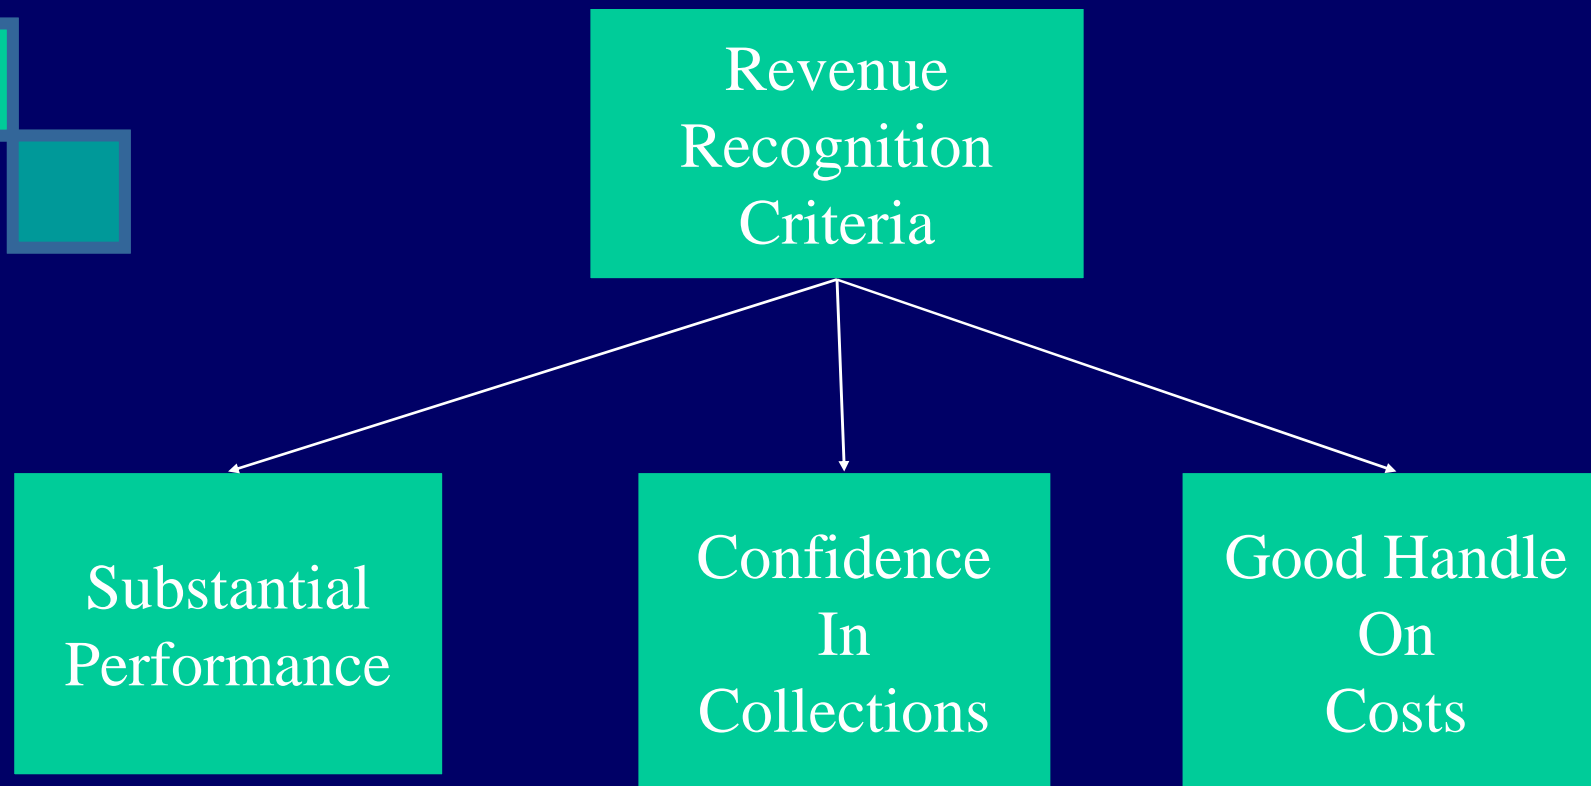 Revenue
Recognition
Criteria
Substantial
Performance
Confidence
In
Collections
Good Handle
On
Costs